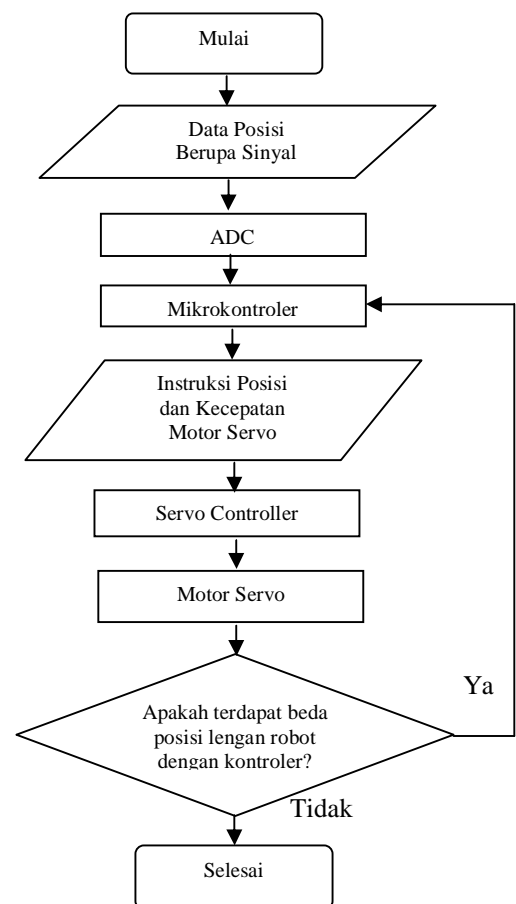 Mulai
Data Posisi
Berupa Sinyal
ADC
Mikrokontroler
Instruksi Posisi
dan Kecepatan
Motor Servo
Servo Controller
Motor Servo
Apakah terdapat beda
posisi lengan robot
dengan kontroler?
Ya
Tidak
Selesai